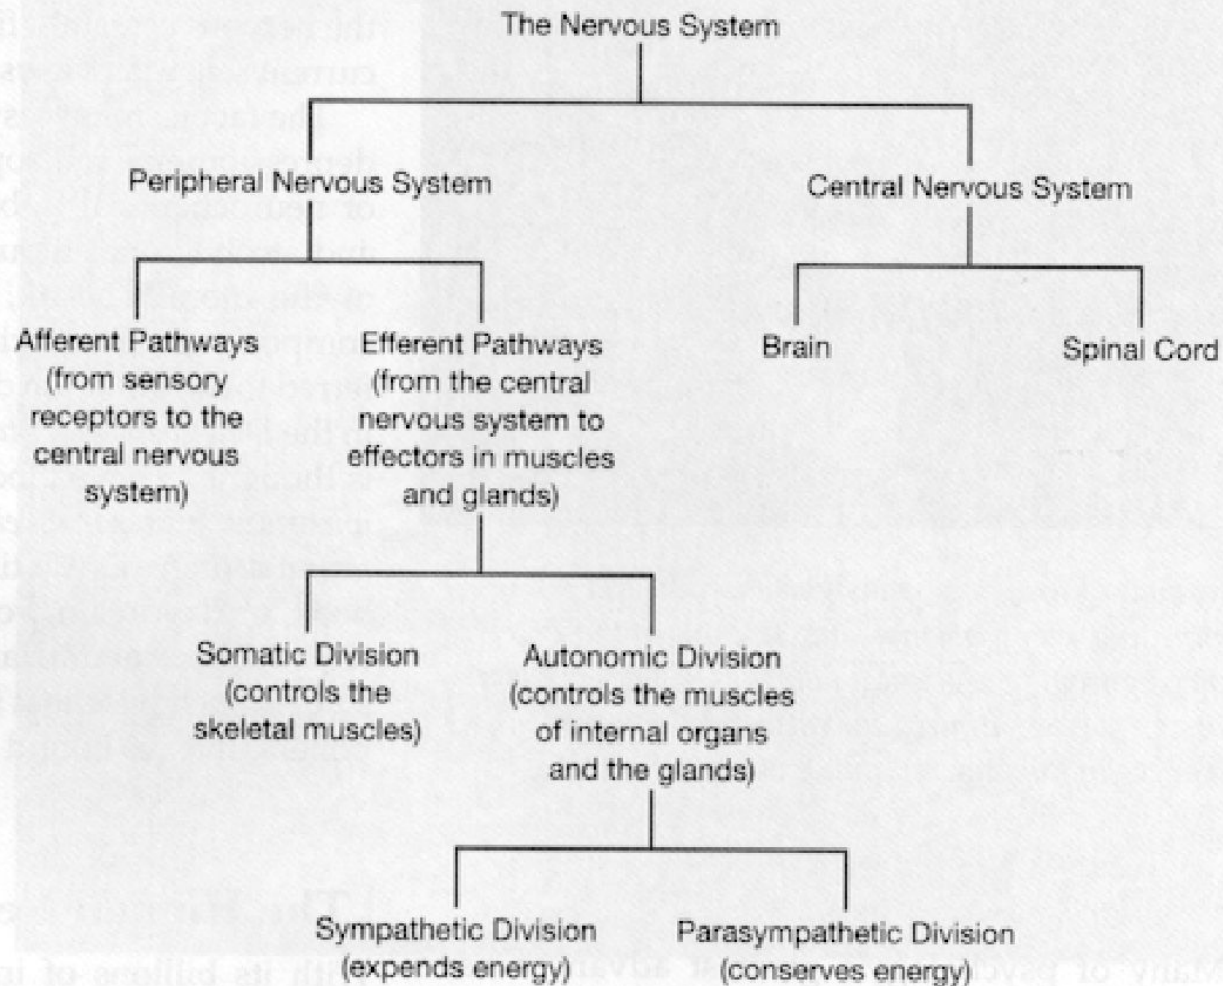 The Nervous System
Peripheral Nervous System
Central Nervous System
Afferent Pathways
(from sensory
receptors to the
central nervous
system)
Efferent Pathways
(from the central
nervous system to
effectors in muscles
and glands)
Brain
Spinal Cord
Somatic Division
(controls the
skeletal muscles)
Autonomic Division
(controls the muscles
of internal organs
and the glands)
Sympathetic Division
(expends energy)
Parasympathetic Division
(conserves energy)